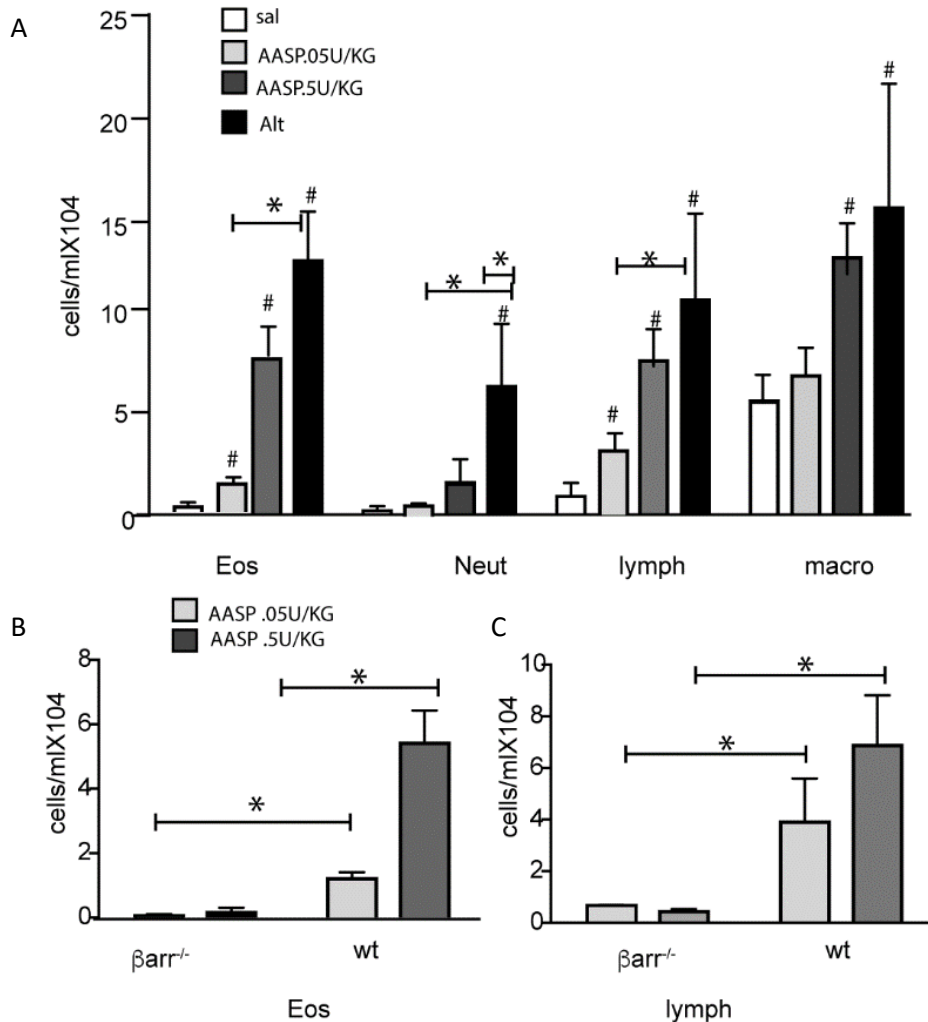 A
25
20
15
10
5
0
cells/mlX104
sal
AASP.05U/KG
AASP.5U/KG
Alt
#
*
#
#
*
*
#
#
*
#
#
#
#
Eos
Neut
lymph
macro
B
AASP .05U/KG
AASP .5U/KG
8
6
4
2
0
cells/mlX104
*
*
βarr-/-
wt
Eos
C
10
8
6
4
2
0
cells/mlX104
*
*
βarr-/-
wt
lymph